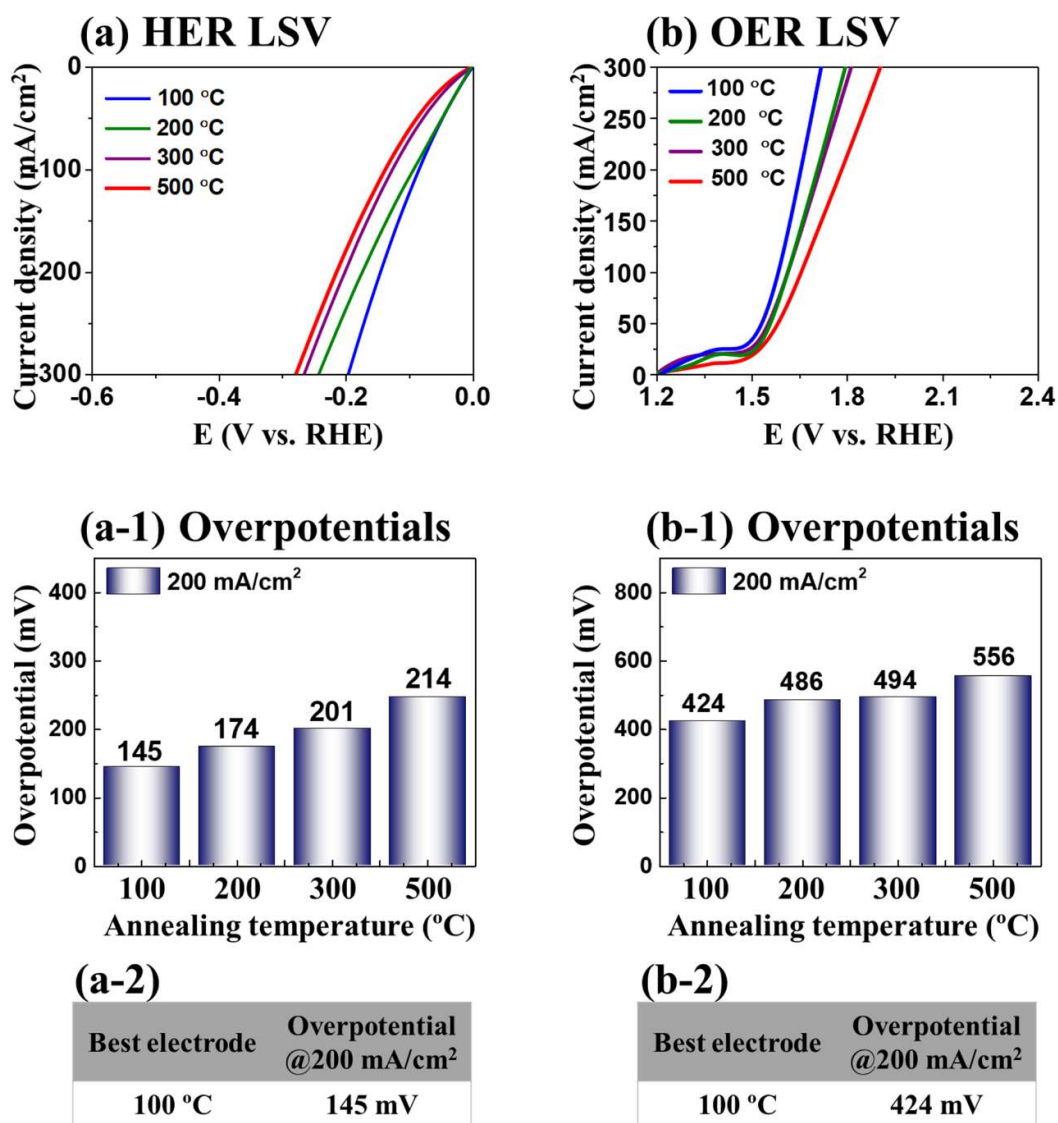 (a) HER LSV
Current density (mA/cm²)
0
-100
-200
-300
100 °C
200 °C
300 °C
500 °C
-0.6
-0.4
-0.2
0.0
E (V vs. RHE)
(b) OER LSV
Current density (mA/cm²)
300
250
200
150
100
50
0
100 °C
200 °C
300 °C
500 °C
1.2
1.5
1.8
2.1
2.4
E (V vs. RHE)
(a-1) Overpotentials
Overpotential (mV)
400
300
200
100
0
200 mA/cm²
145
174
201
214
100
200
300
500
Annealing temperature (ºC)
(b-1) Overpotentials
Overpotential (mV)
800
600
400
200
0
200 mA/cm²
424
486
494
556
100
200
300
500
Annealing temperature (ºC)
(a-2)
Best electrode
Overpotential
@200 mA/cm²
100 ºC
145 mV
(b-2)
Best electrode
Overpotential
@200 mA/cm²
100 ºC
424 mV